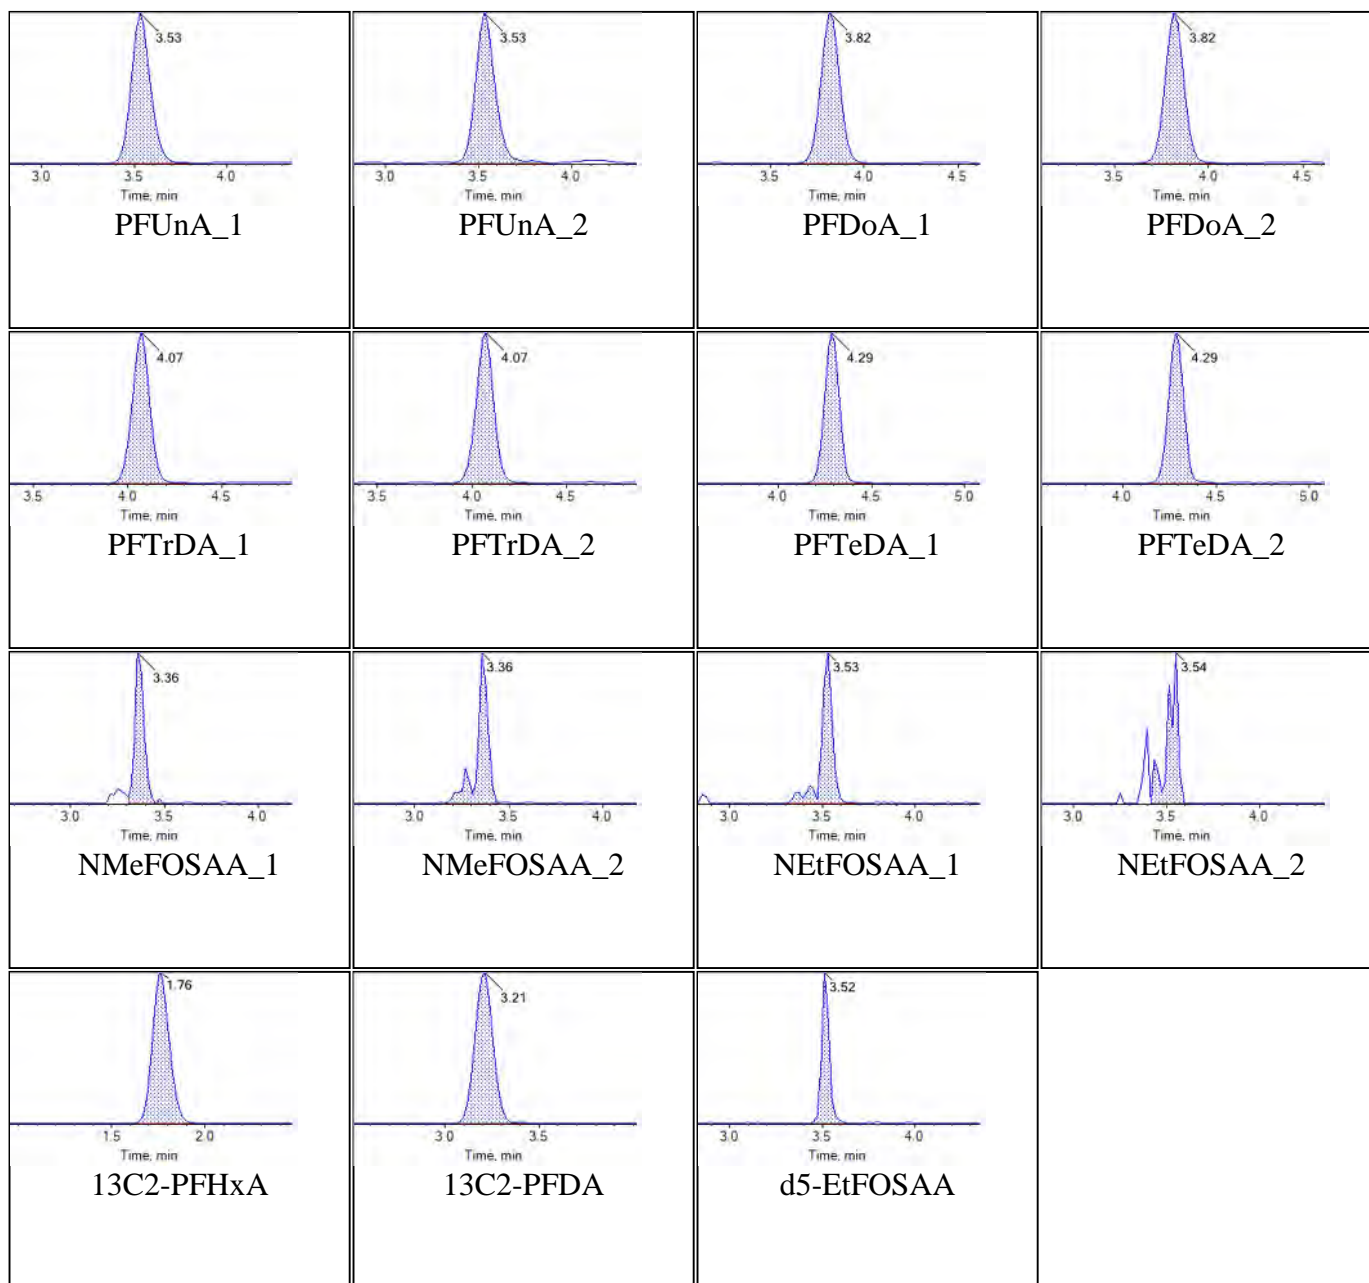 3.53
3.0 3.5 4.0
Time, min
PFUnA_1
3.53
3.0 3.5 4.0
Time, min
PFUnA_2
3.82
3.5 4.0 4.5
Time, min
PFDoA_1
3.82
3.5 4.0 4.5
Time, min
PFDoA_2
4.07
3.5 4.0 4.5
Time, min
PFTrDA_1
4.07
3.5 4.0 4.5
Time, min
PFTrDA_2
4.29
4.0 4.5 5.0
Time, min
PFTeDA_1
4.29
4.0 4.5 5.0
Time, min
PFTeDA_2
3.36
3.0 3.5 4.0
Time, min
NMeFOSAA_1
3.36
3.0 3.5 4.0
Time, min
NMeFOSAA_2
3.53
3.0 3.5 4.0
Time, min
NEtFOSAA_1
3.54
3.0 3.5 4.0
Time, min
NEtFOSAA_2
1.76
1.5 2.0
Time, min
13C2-PFHxA
3.21
3.0 3.5
Time, min
13C2-PFDA
3.52
3.0 3.5 4.0
Time, min
d5-EtFOSAA